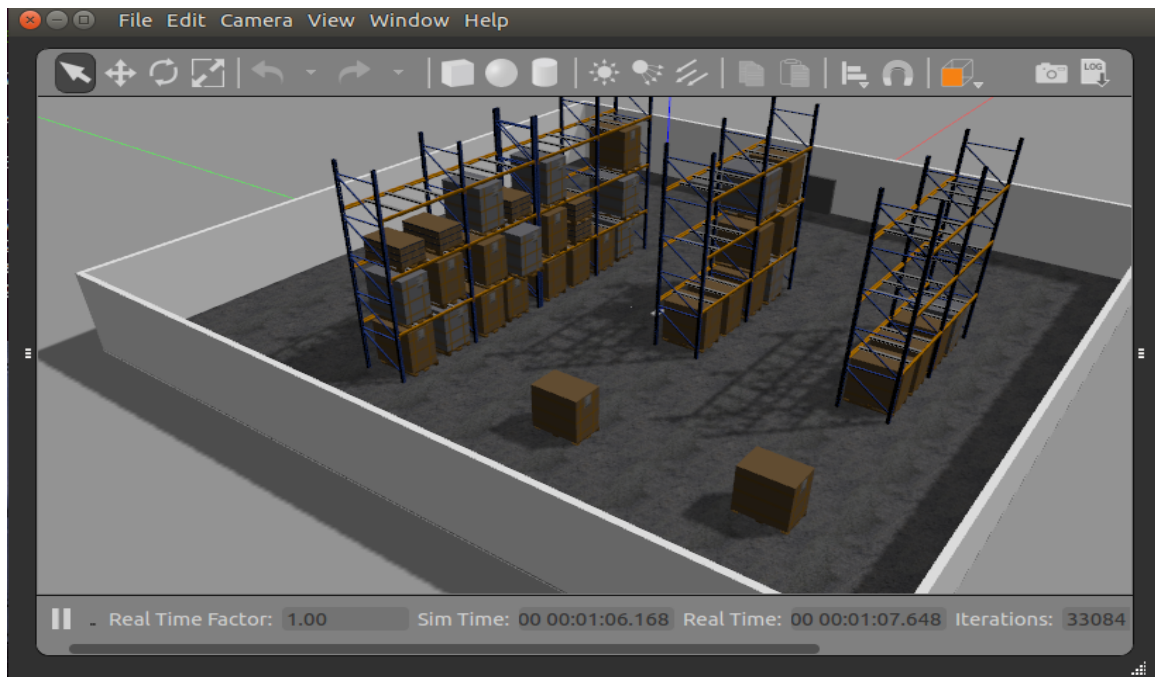 File Edit Camera View Window Help
LOG
Real Time Factor: 1.00 Sim Time: 00 00:01:06.168 Real Time: 00 00:01:07.648 Iterations: 33084